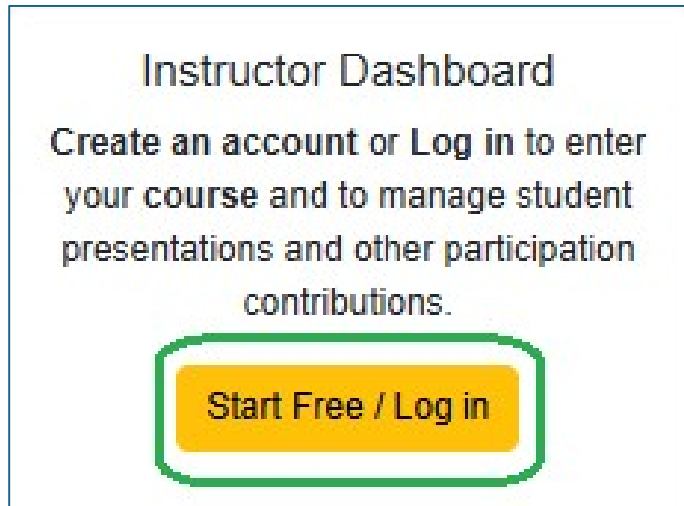 Instructor Dashboard
Create an account or Log in to enter
your course and to manage student
presentations and other participation
contributions.
Start Free / Log in